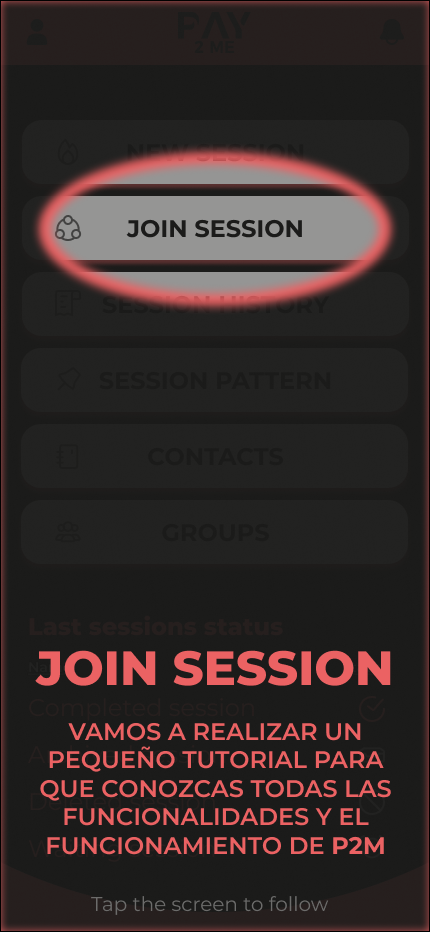 PAY
2 ME
NEW SESSION
JOIN SESSION
SESSION HISTORY
SESSION PATTERN
CONTACTS
GROUPS
Last sessions status
JOIN SESSION
Completed session
VAMOS A REALIZAR UN
PEQUEÑO TUTORIAL PARA
QUE CONOZCAS TODAS LAS
FUNCIONALIDADES Y EL
FUNCIONAMIENTO DE P2M
Tap the screen to follow